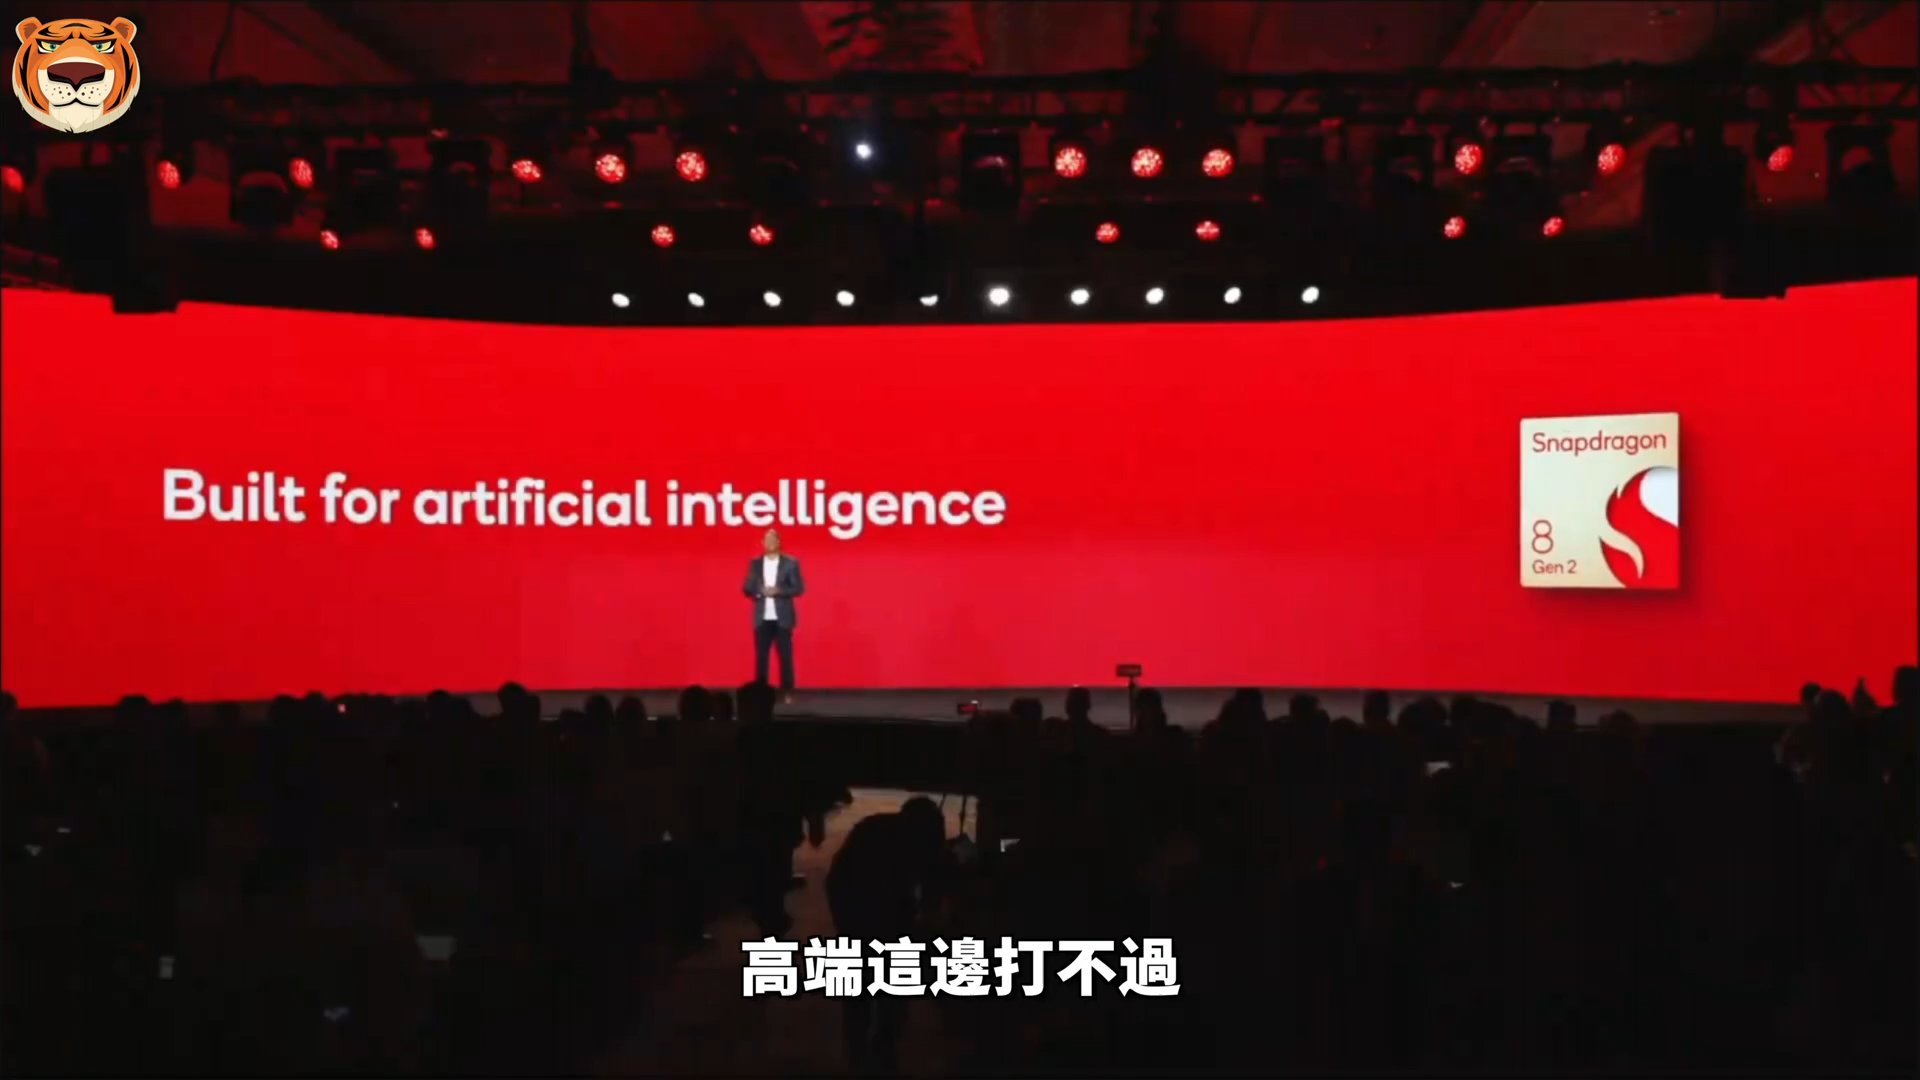 Built for artificial intelligence
Snapdragon
8
Gen 2
高端這邊打不過